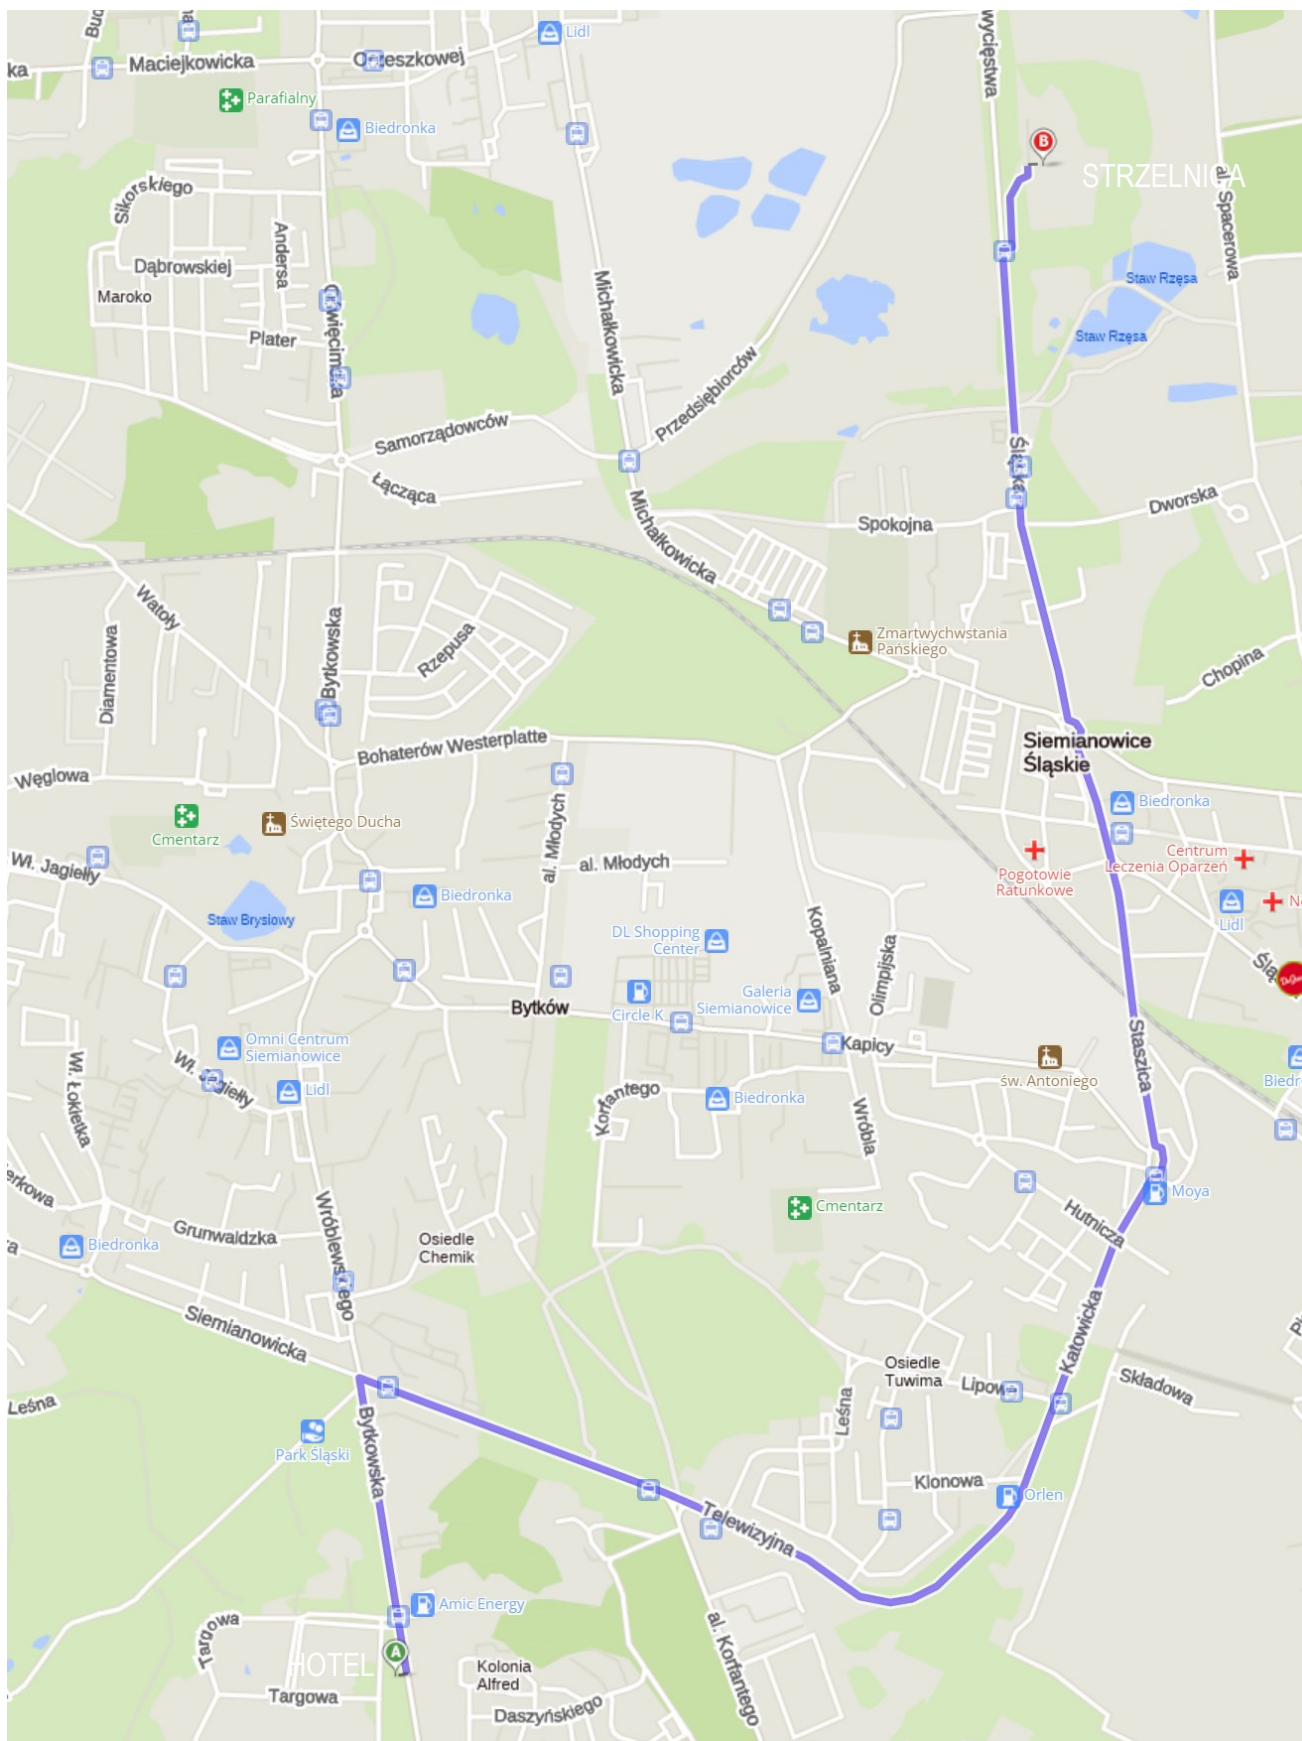 Lidl
Maciejkowicka
Orzeszkowej
ka
Parafialny
Biedronka
wycięstwa
B
STRZELNICA
al. Spacerowa
Sikorskiego
Andersa
Dąbrowskiej
Maroko
Plater
Michałkowicka
Staw Rzęsa
Staw Rzęsa
Przedsiębiorców
Samorządowców
Łącząca
Śląska
Dworska
Spokojna
Michałkowicka
Watoły
Bytkowska
Rzepusa
Diamentowa
Zmartwychwstania
Pańskiego
Chopina
Bohaterów Westerplatte
Siemianowice
Śląskie
Węglowa
Biedronka
Cmentarz
Świętego Ducha
al. Młodych
al. Młodych
Centrum
Leczenia Oparzeń
Pogotowie
Ratunkowe
Wł. Jagiełły
Biedronka
Lidl
Staw Brysiowy
DL Shopping
Center
Kopalniana
Olimpijska
Galeria
Siemianowice
Bytków
Circle K
Kapicy
Staszica
Omni Centrum
Siemianowice
Wł. Jagiełły
Lidl
św. Antoniego
Wł. Łokietka
Korfantego
Biedronka
Wróbla
Moya
Cmentarz
Hutnicza
Grunwaldzka
Wróblewskiego
Osiedle
Chemik
Biedronka
Siemianowicka
Katowicka
Osiedle
Tuwima
Lipowa
Składowa
Leśna
Leśna
Bytkowska
Park Śląski
Klonowa
Orlen
Telewizyjna
Amic Energy
Targowa
al. Korfantego
A
HOTEL
Kolonia
Alfred
Targowa
Daszyńskiego